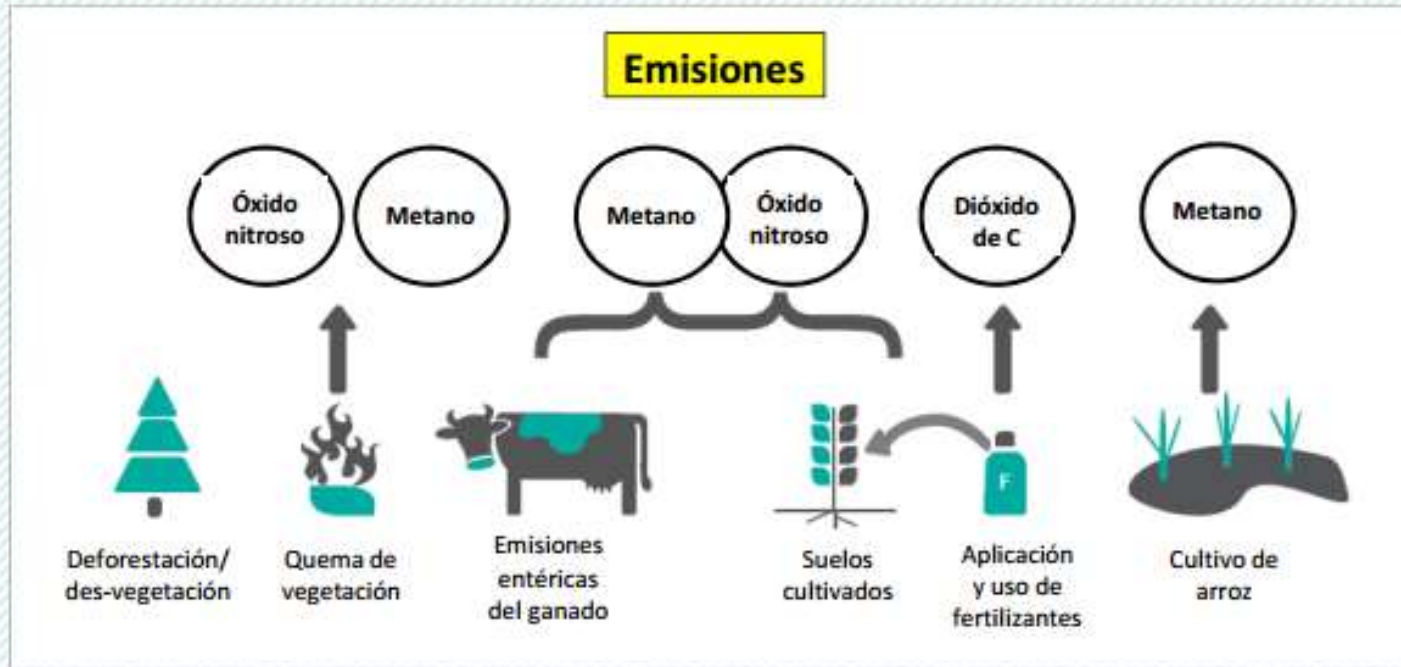 Emisiones
Óxido
nitroso
Metano
Metano
Óxido
nitroso
Dióxido
de C
Metano
F
Deforestación/
des-vegetación
Quema de
vegetación
Emisiones
entéricas
del ganado
Suelos
cultivados
Aplicación
y uso de
fertilizantes
Cultivo de
arroz